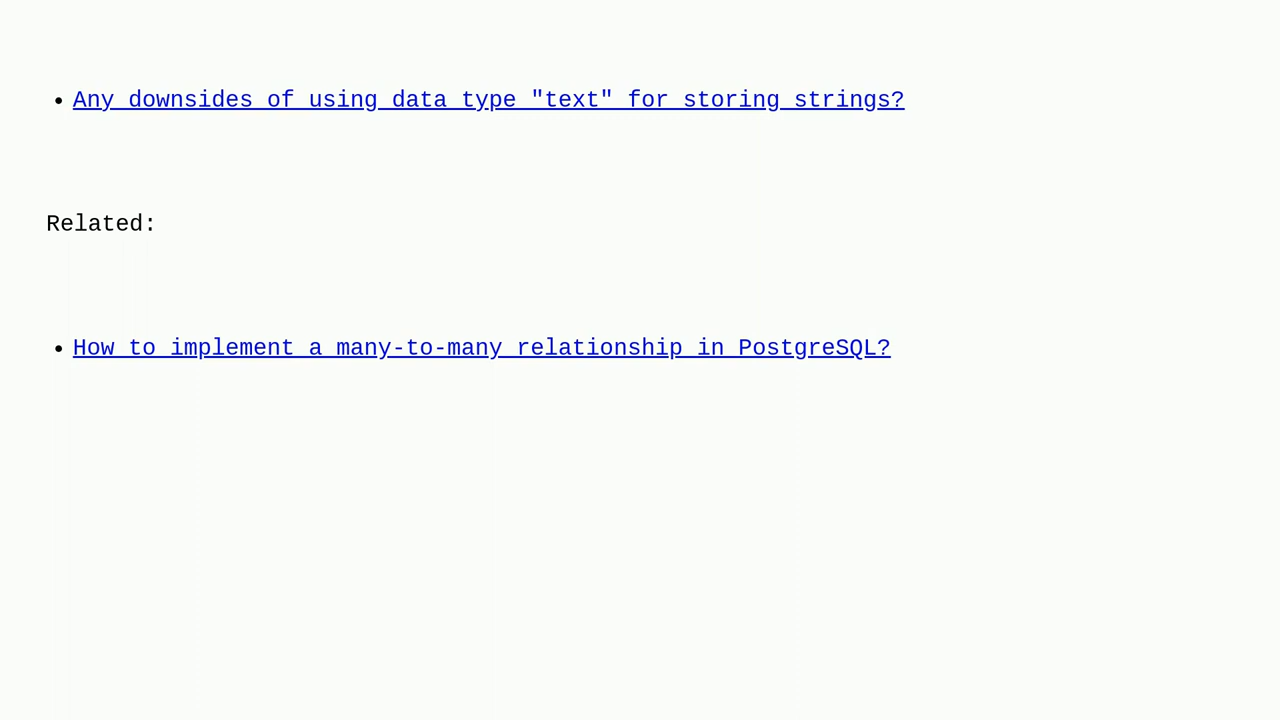 • Any downsides of using data type "text" for storing strings?
Related:
• How to implement a many-to-many relationship in PostgreSQL?